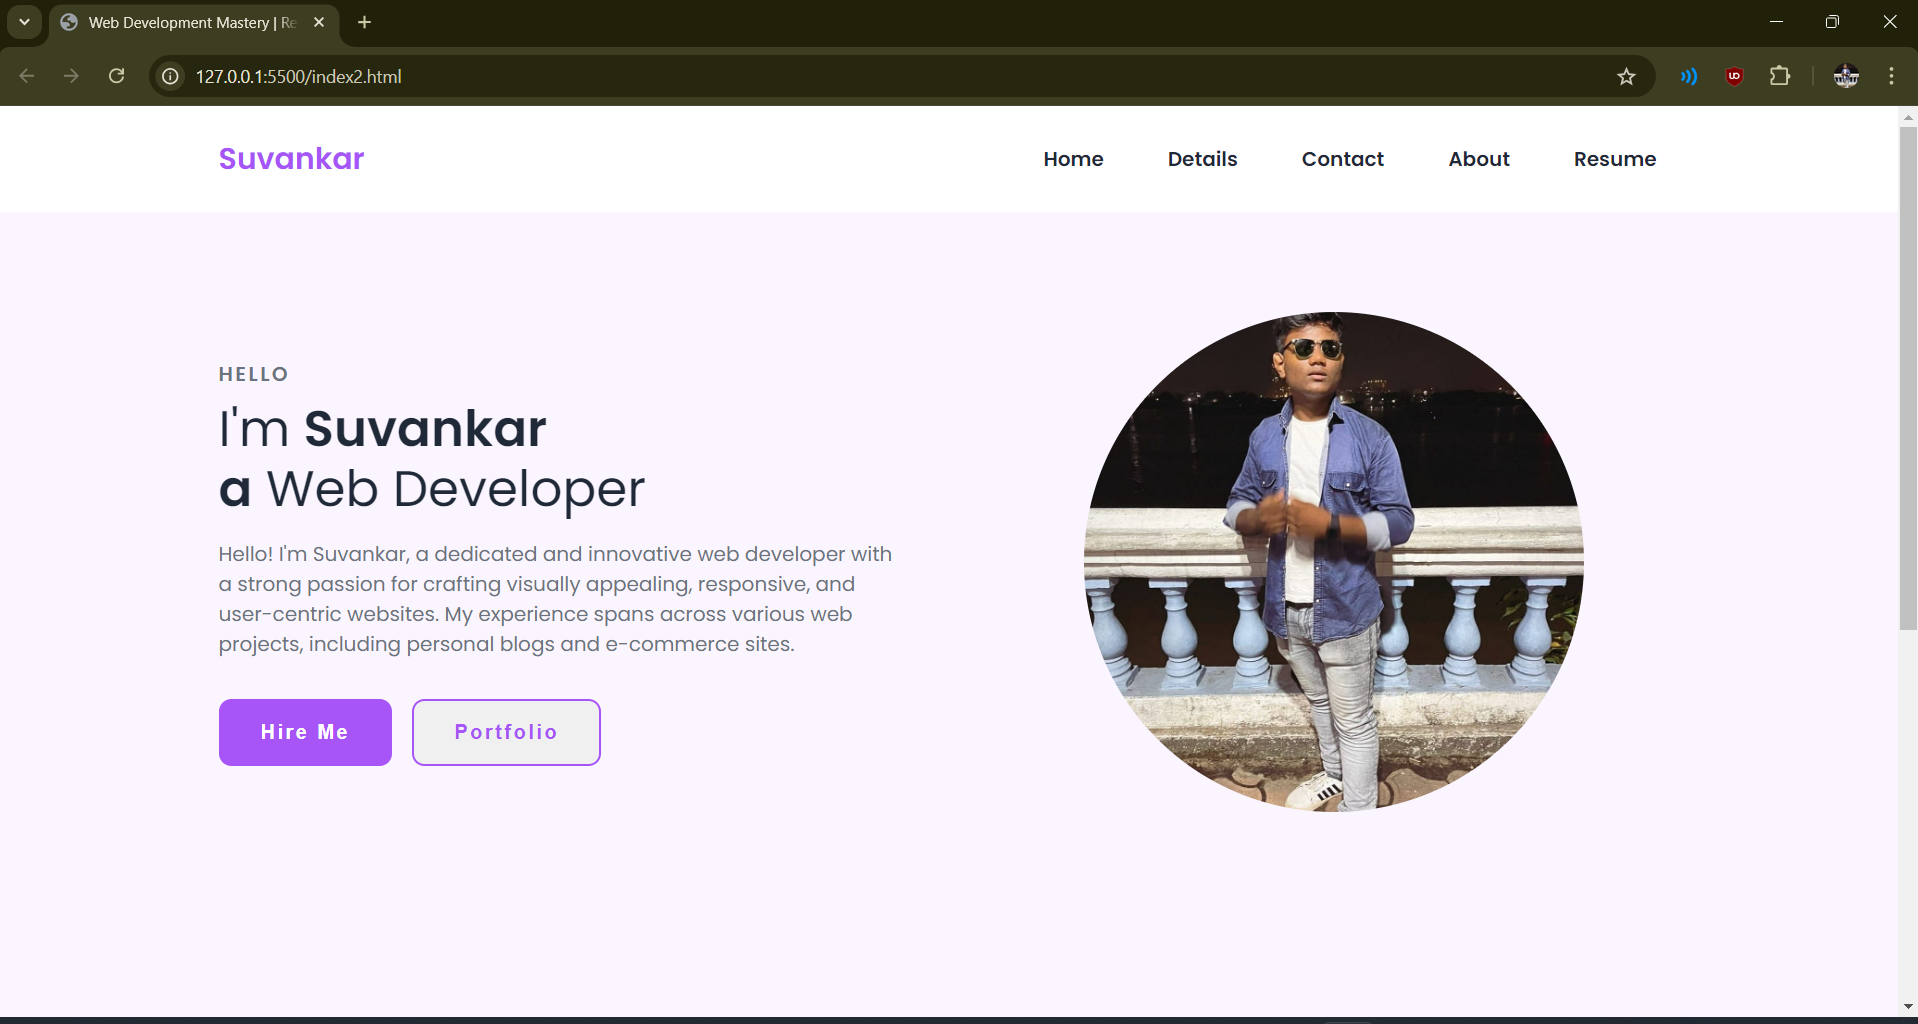 Web Development Mastery | Re
127.0.0.1:5500/index2.html
Suvankar
Home Details Contact About Resume
HELLO
I'm Suvankar
a Web Developer
Hello! I'm Suvankar, a dedicated and innovative web developer with
a strong passion for crafting visually appealing, responsive, and
user-centric websites. My experience spans across various web
projects, including personal blogs and e-commerce sites.
Hire Me Portfolio